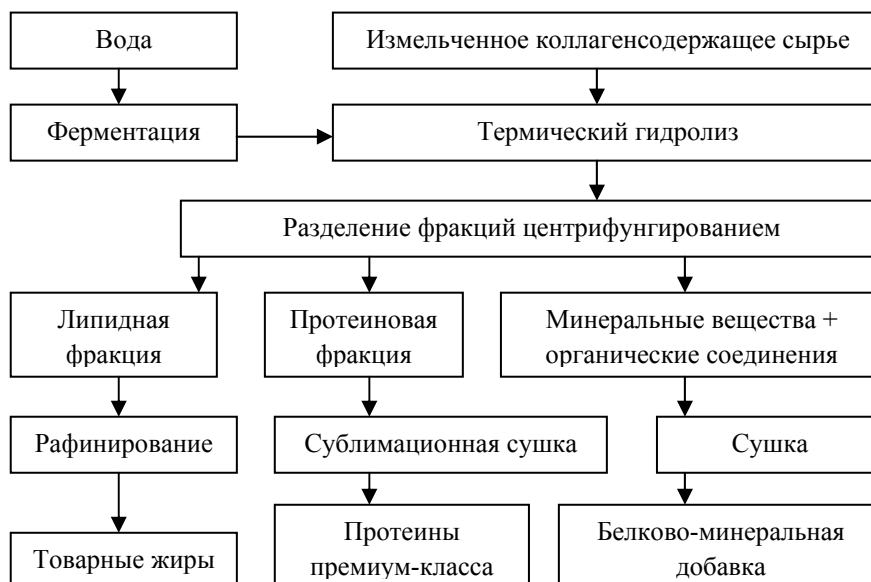 Вода
Измельченное коллагенсодержащее сырье
Ферментация
Термический гидролиз
Разделение фракций центрифунгированием
Липидная
фракция
Протеиновая
фракция
Минеральные вещества +
органические соединения
Рафинирование
Сублимационная сушка
Сушка
Товарные жиры
Протеины
премиум-класса
Белково-минеральная
добавка